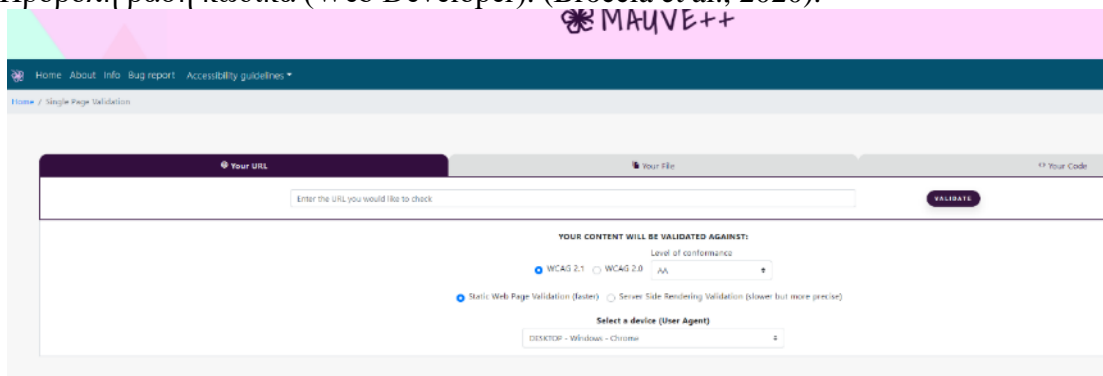 Προβολή βάση κώδικα (Web Developer). (Broccia et al., 2020).
MAUVE++
Home About Info Bug report Accessibility guidelines
Home / Single Page Validation
Your URL Your File Your Code
Enter the URL you would like to check VALIDATE
YOUR CONTENT WILL BE VALIDATED AGAINST:
Level of conformance
WCAG 2.1 WCAG 2.0 AA
Static Web Page Validation (faster) Server Side Rendering Validation (slower but more precise)
Select a device (User Agent)
DESKTOP - Windows - Chrome